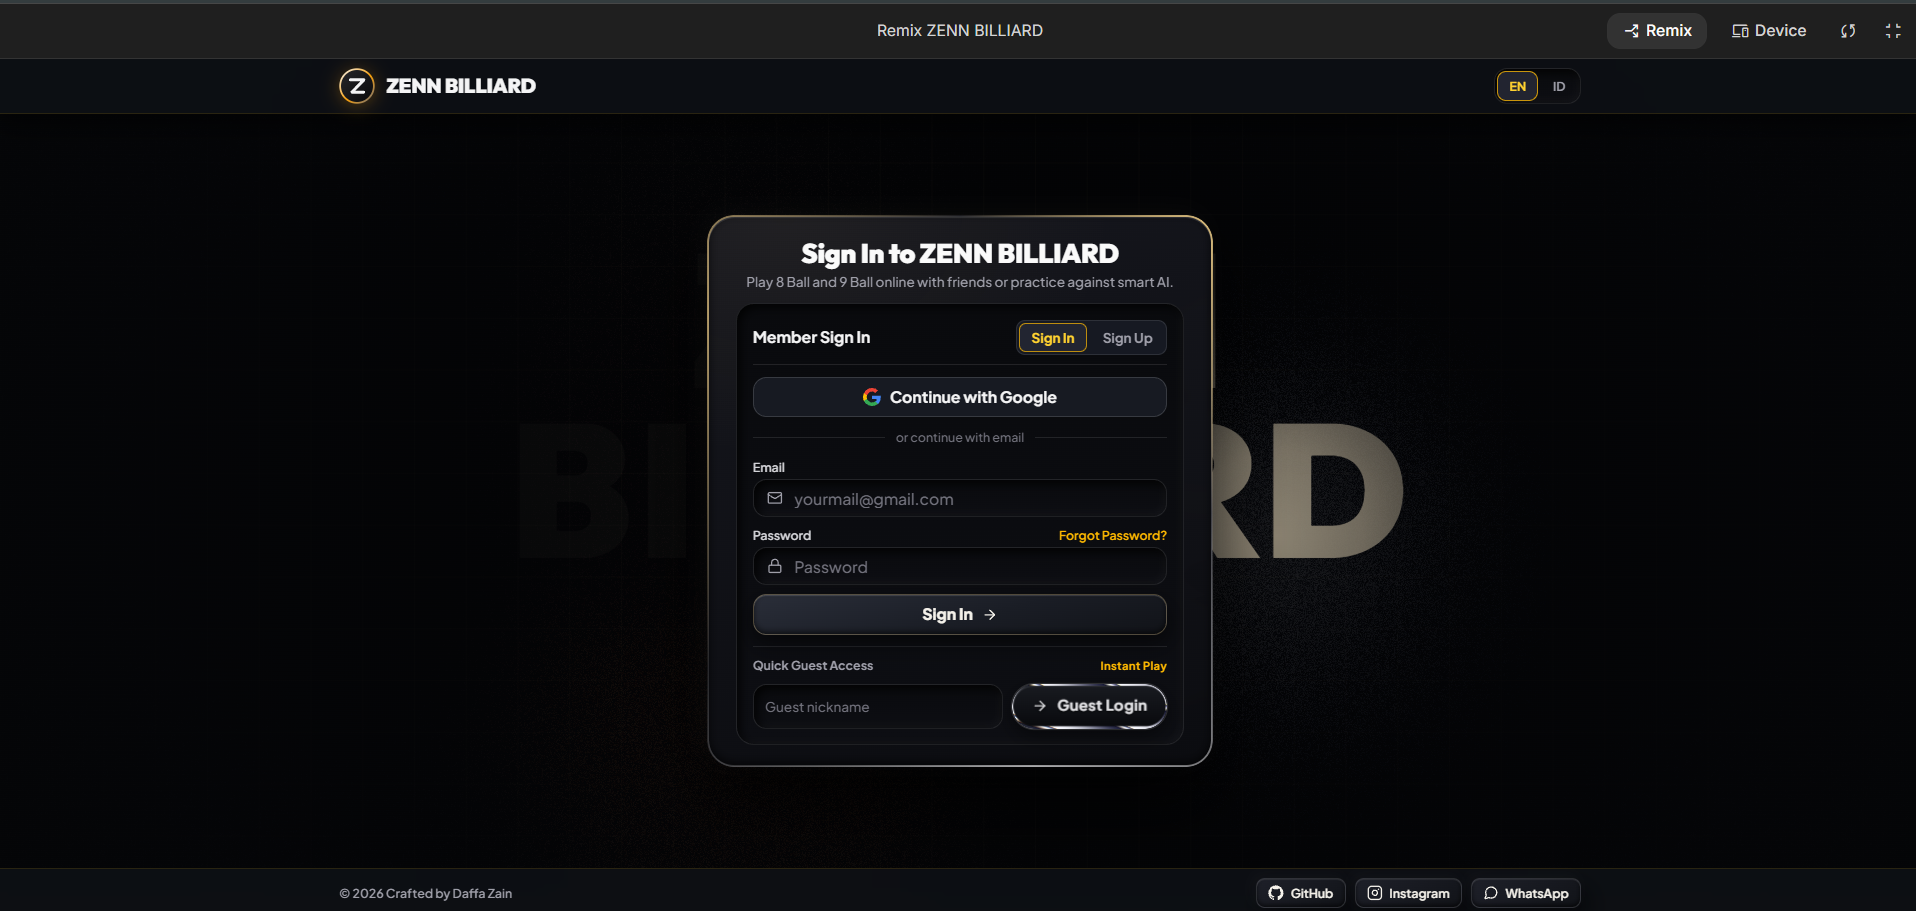 Remix ZENN BILLIARD
Remix
Device
Z
ZENN BILLIARD
EN
ID
Sign In to ZENN BILLIARD
Play 8 Ball and 9 Ball online with friends or practice against smart AI.
Member Sign In
Sign In
Sign Up
Continue with Google
or continue with email
Email
yourmail@gmail.com
Password
Forgot Password?
Password
Sign In
Quick Guest Access
Instant Play
Guest nickname
Guest Login
BI RD
© 2026 Crafted by Daffa Zain
GitHub
Instagram
WhatsApp